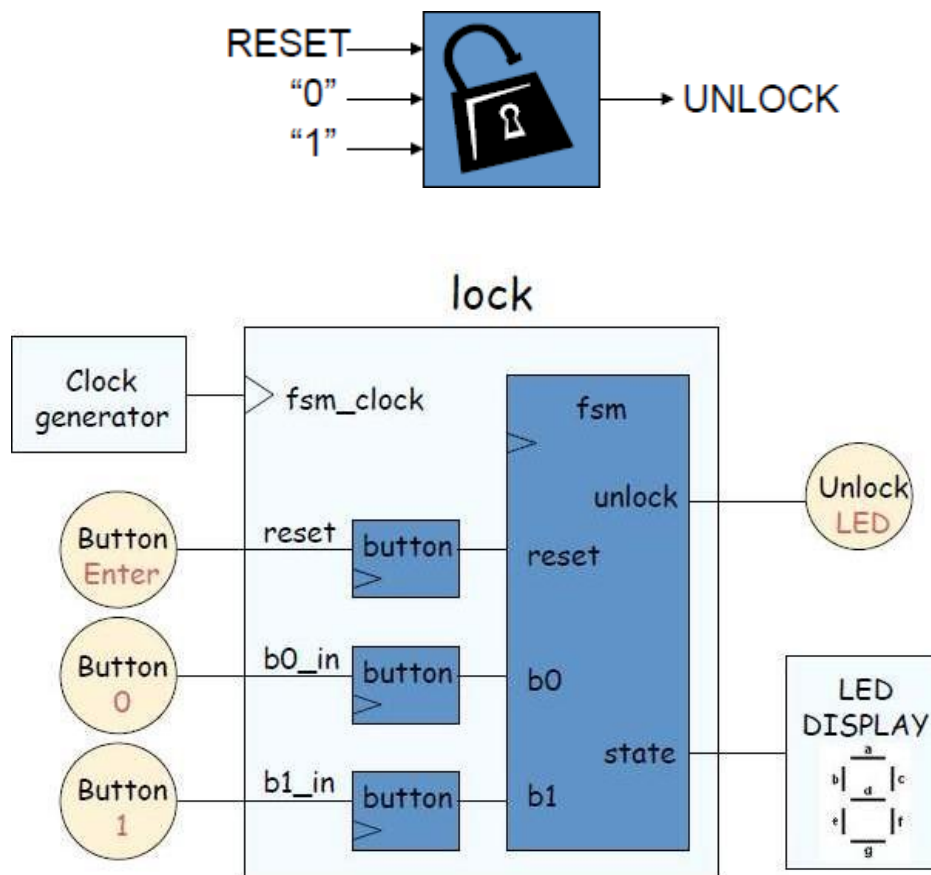 RESET
“0”
“1”
UNLOCK
lock
Clock
generator
fsm_clock
fsm
unlock
Unlock
LED
Button
Enter
reset
button
reset
Button
0
b0_in
button
b0
Button
1
b1_in
button
b1
state
LED
DISPLAY
a
b
c
d
e
f
g